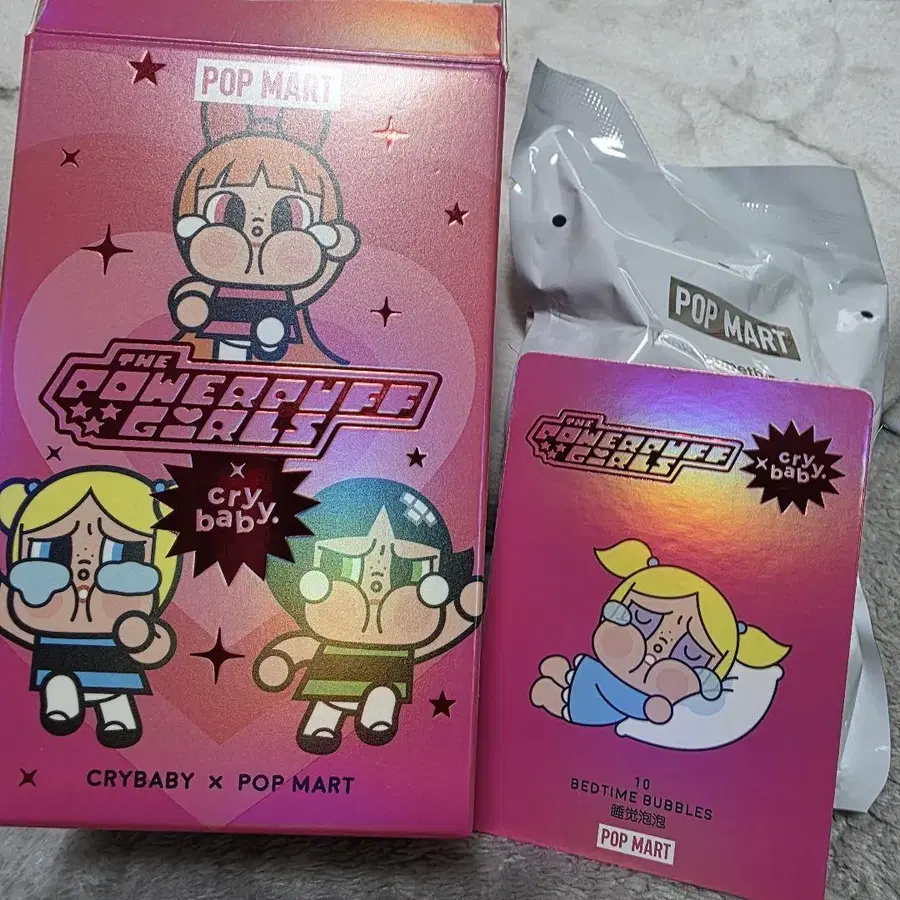 POP MART
THE
POWERPUFF
GIRLS
×
cry
baby.
CRYBABY × POP MART
POP MART
THE
POWERPUFF
GIRLS
× cry
baby.
10
BEDTIME BUBBLES
睡觉泡泡
POP MART